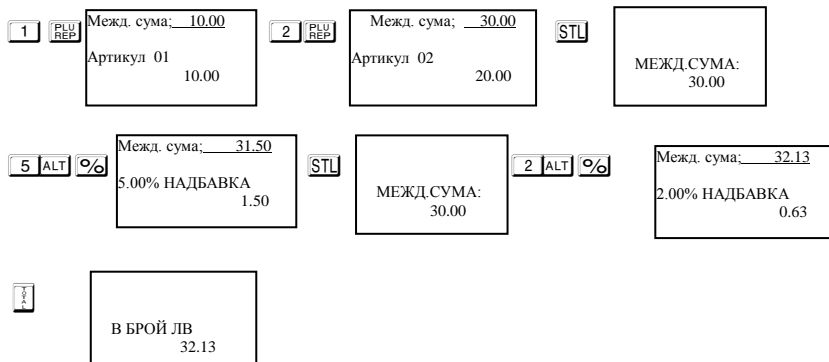 1 PLU REP
Межд. сума; 10.00
Артикул 01
10.00
2 PLU REP
Межд. сума; 30.00
Артикул 02
20.00
STL
МЕЖД.СУМА:
30.00
5 ALT %
Межд. сума; 31.50
5.00% НАДБАВКА
1.50
STL
МЕЖД.СУМА:
30.00
2 ALT %
Межд. сума; 32.13
2.00% НАДБАВКА
0.63
TOTAL
В БРОЙ ЛВ
32.13